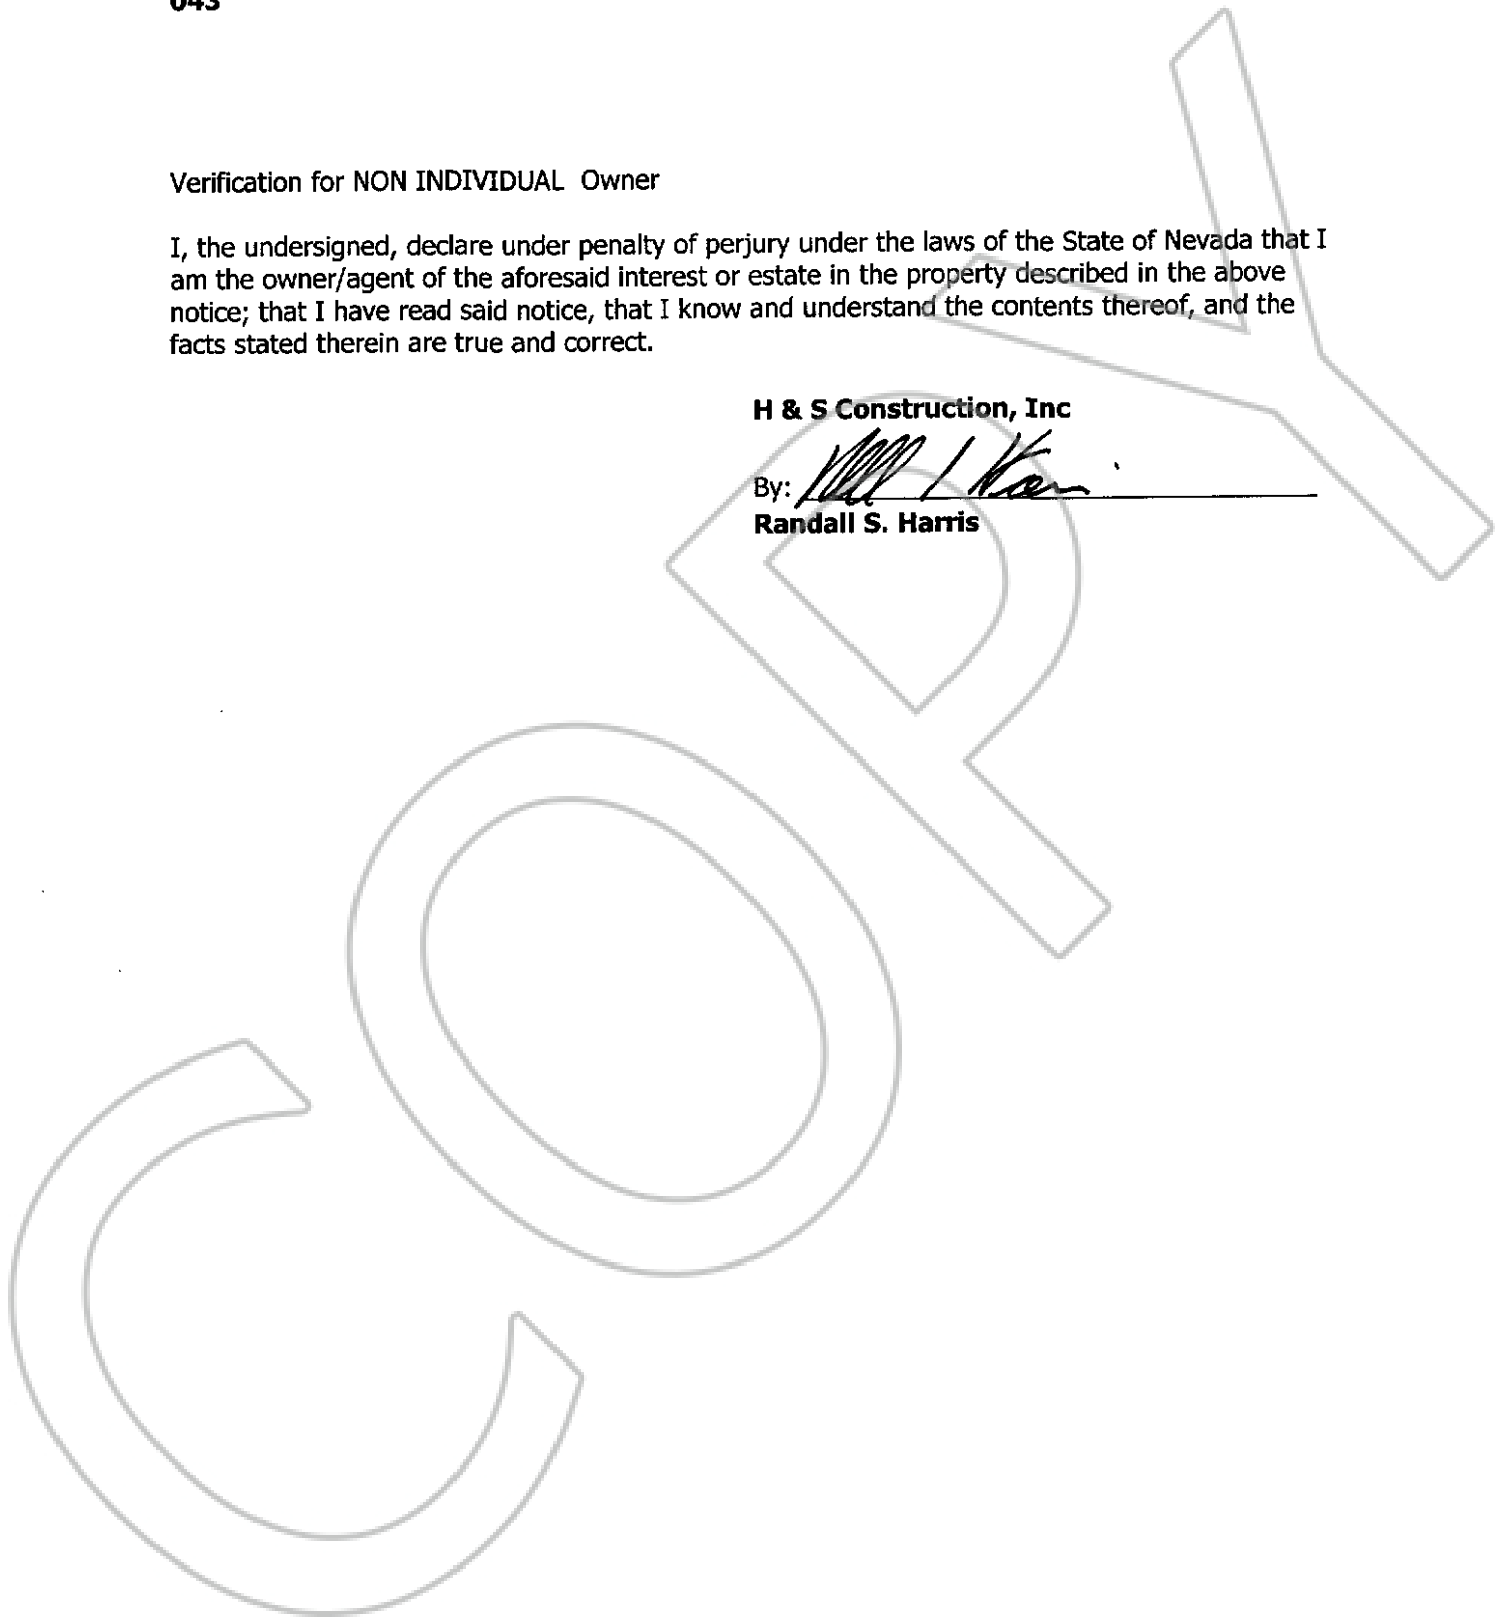 043
Verification for NON INDIVIDUAL Owner
I, the undersigned, declare under penalty of perjury under the laws of the State of Nevada that I
am the owner/agent of the aforesaid interest or estate in the property described in the above
notice; that I have read said notice, that I know and understand the contents thereof, and the
facts stated therein are true and correct.
H & S Construction, Inc
By:
Randall S. Harris
COPY